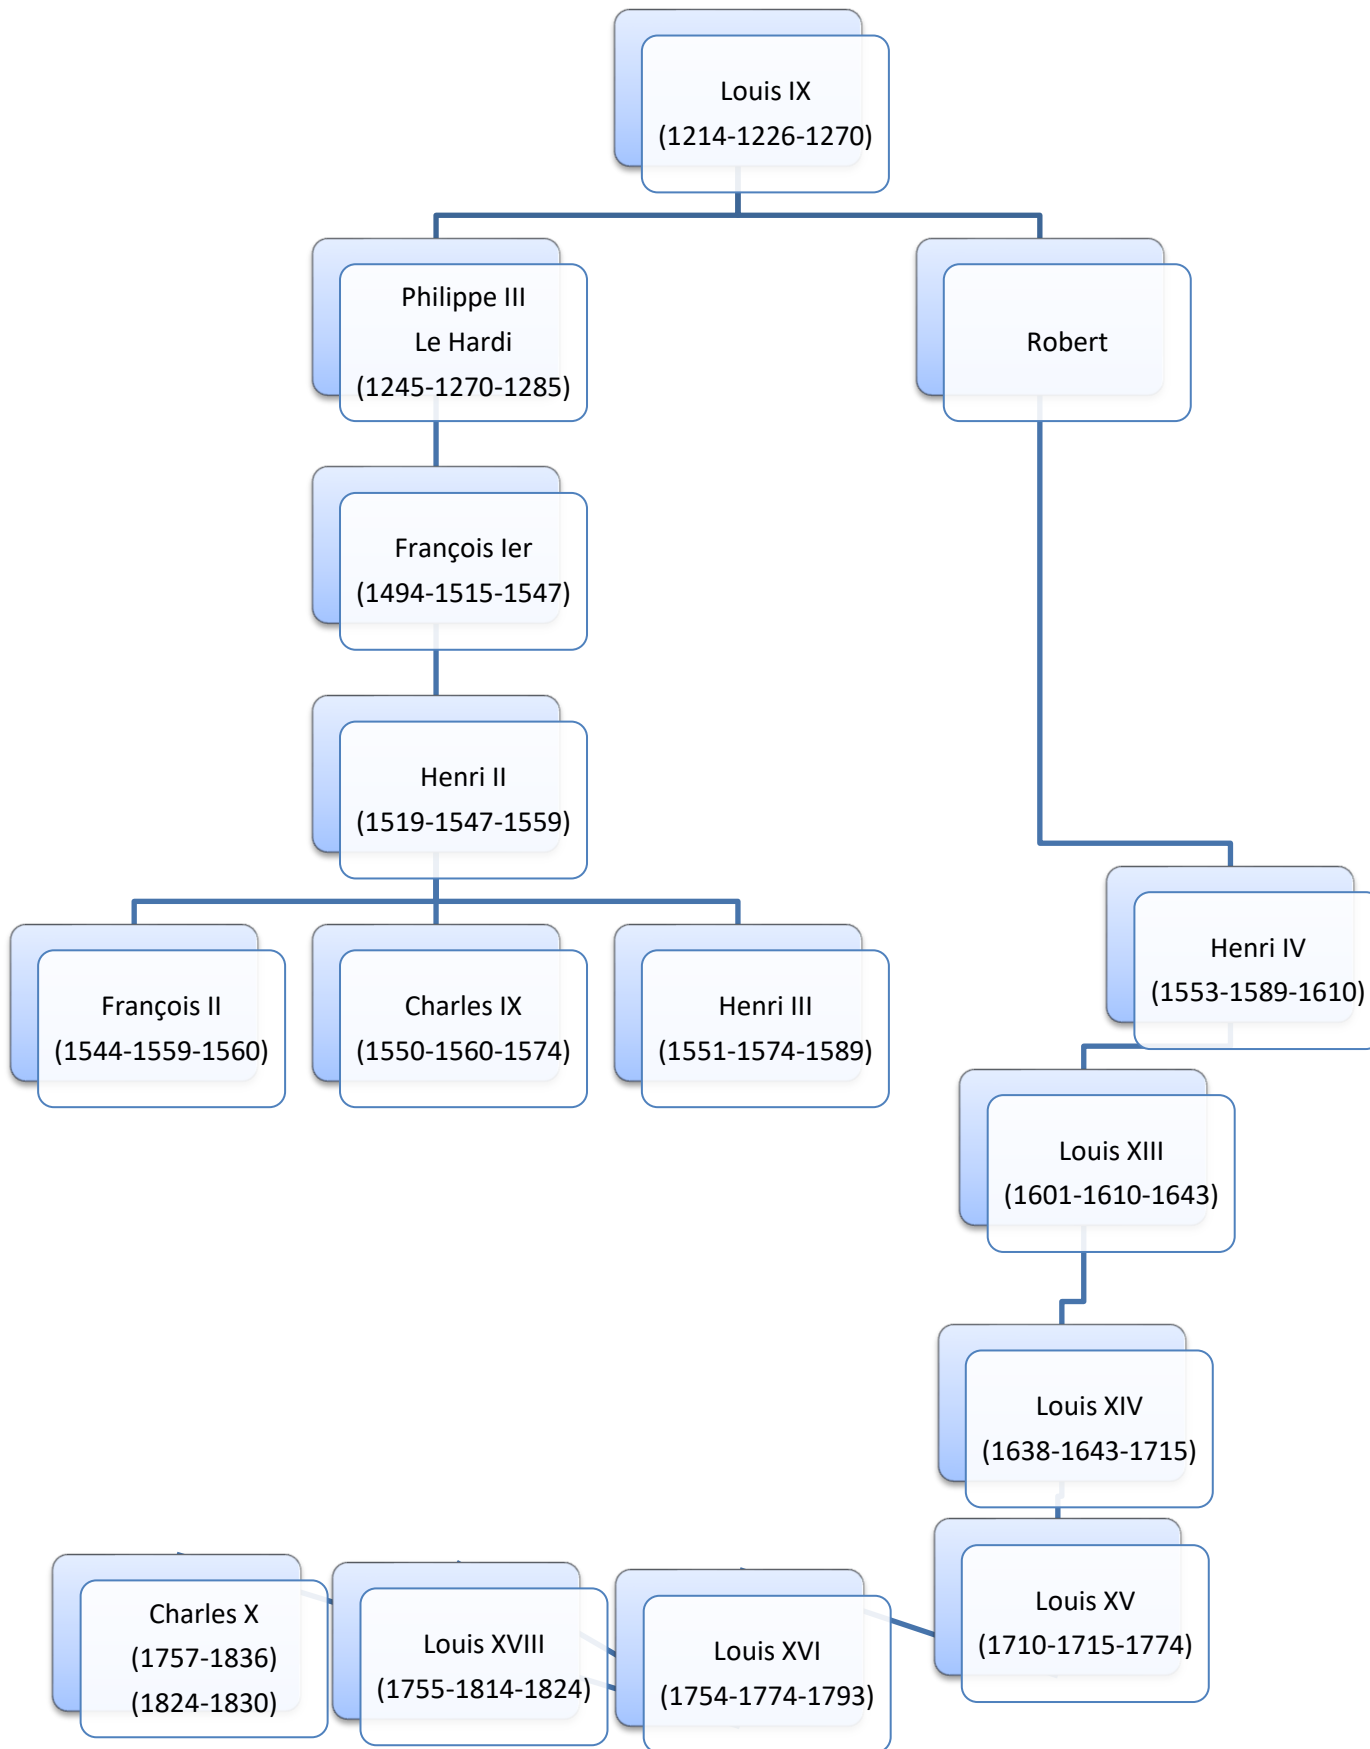 Louis IX
(1214-1226-1270)
Philippe III
Le Hardi
(1245-1270-1285)
Robert
François Ier
(1494-1515-1547)
Henri II
(1519-1547-1559)
François II
(1544-1559-1560)
Charles IX
(1550-1560-1574)
Henri III
(1551-1574-1589)
Henri IV
(1553-1589-1610)
Louis XIII
(1601-1610-1643)
Louis XIV
(1638-1643-1715)
Charles X
(1757-1836)
(1824-1830)
Louis XVIII
(1755-1814-1824)
Louis XVI
(1754-1774-1793)
Louis XV
(1710-1715-1774)